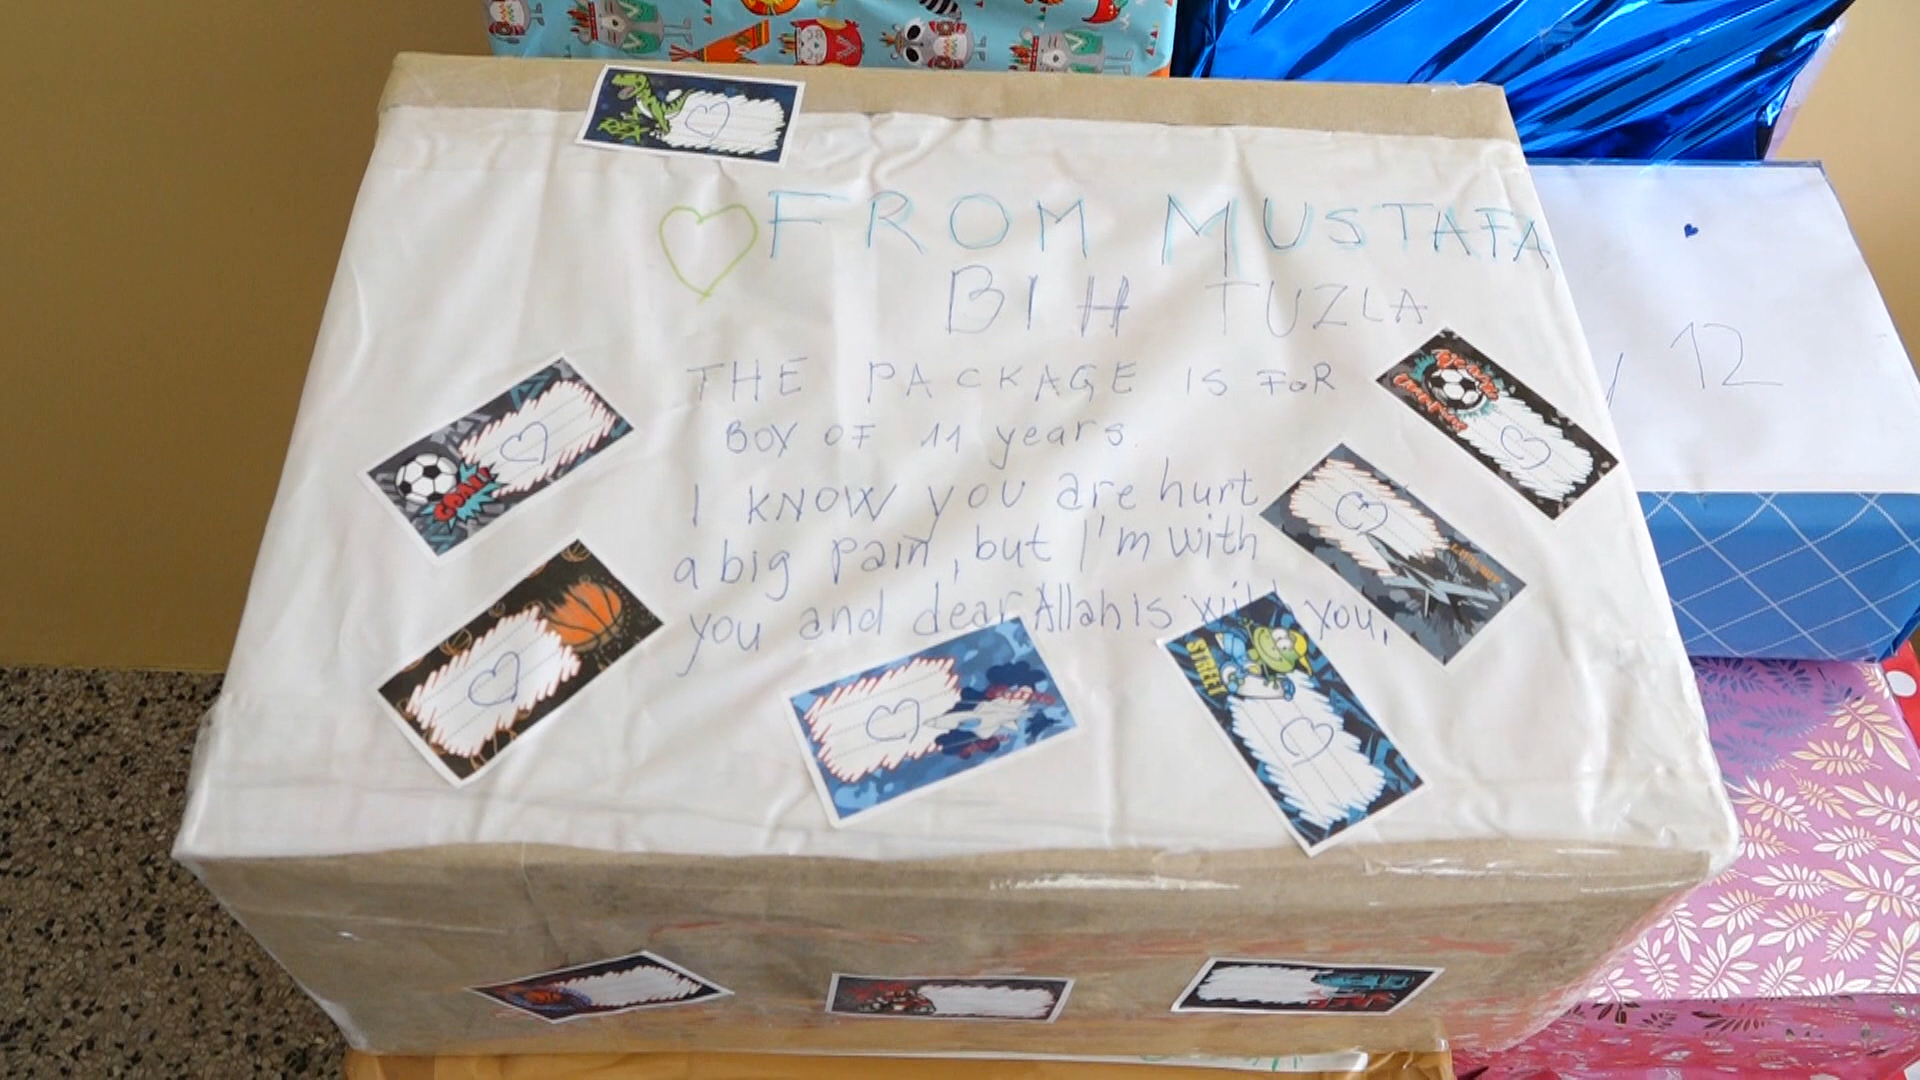 REX
FROM MUSTAFA
BIH TUZLA
THE PACKAGE IS FOR
BOY OF 11 years.
I KNOW you are hurt
a big pain, but I'm with
you and dear Allah is with you,
GOAL!
STREET
12